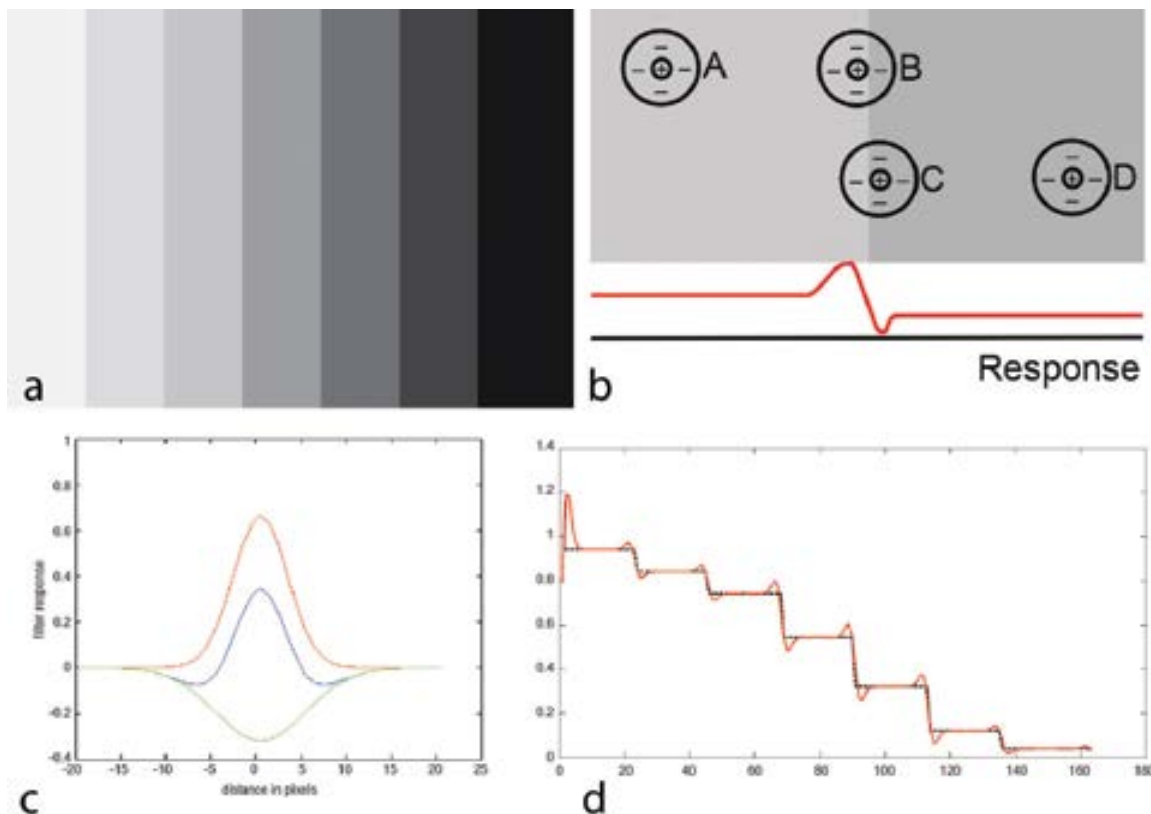 a
A
B
C
D
+
+
+
+
Response
b
1
0.8
0.6
0.4
0.2
0
-0.2
-0.4
filter response
-20 -15 -10 -5 0 5 10 15 20 25
distance in pixels
c
1.4
1.2
1
0.8
0.6
0.4
0.2
0
0 20 40 60 80 100 120 140 160 180
d